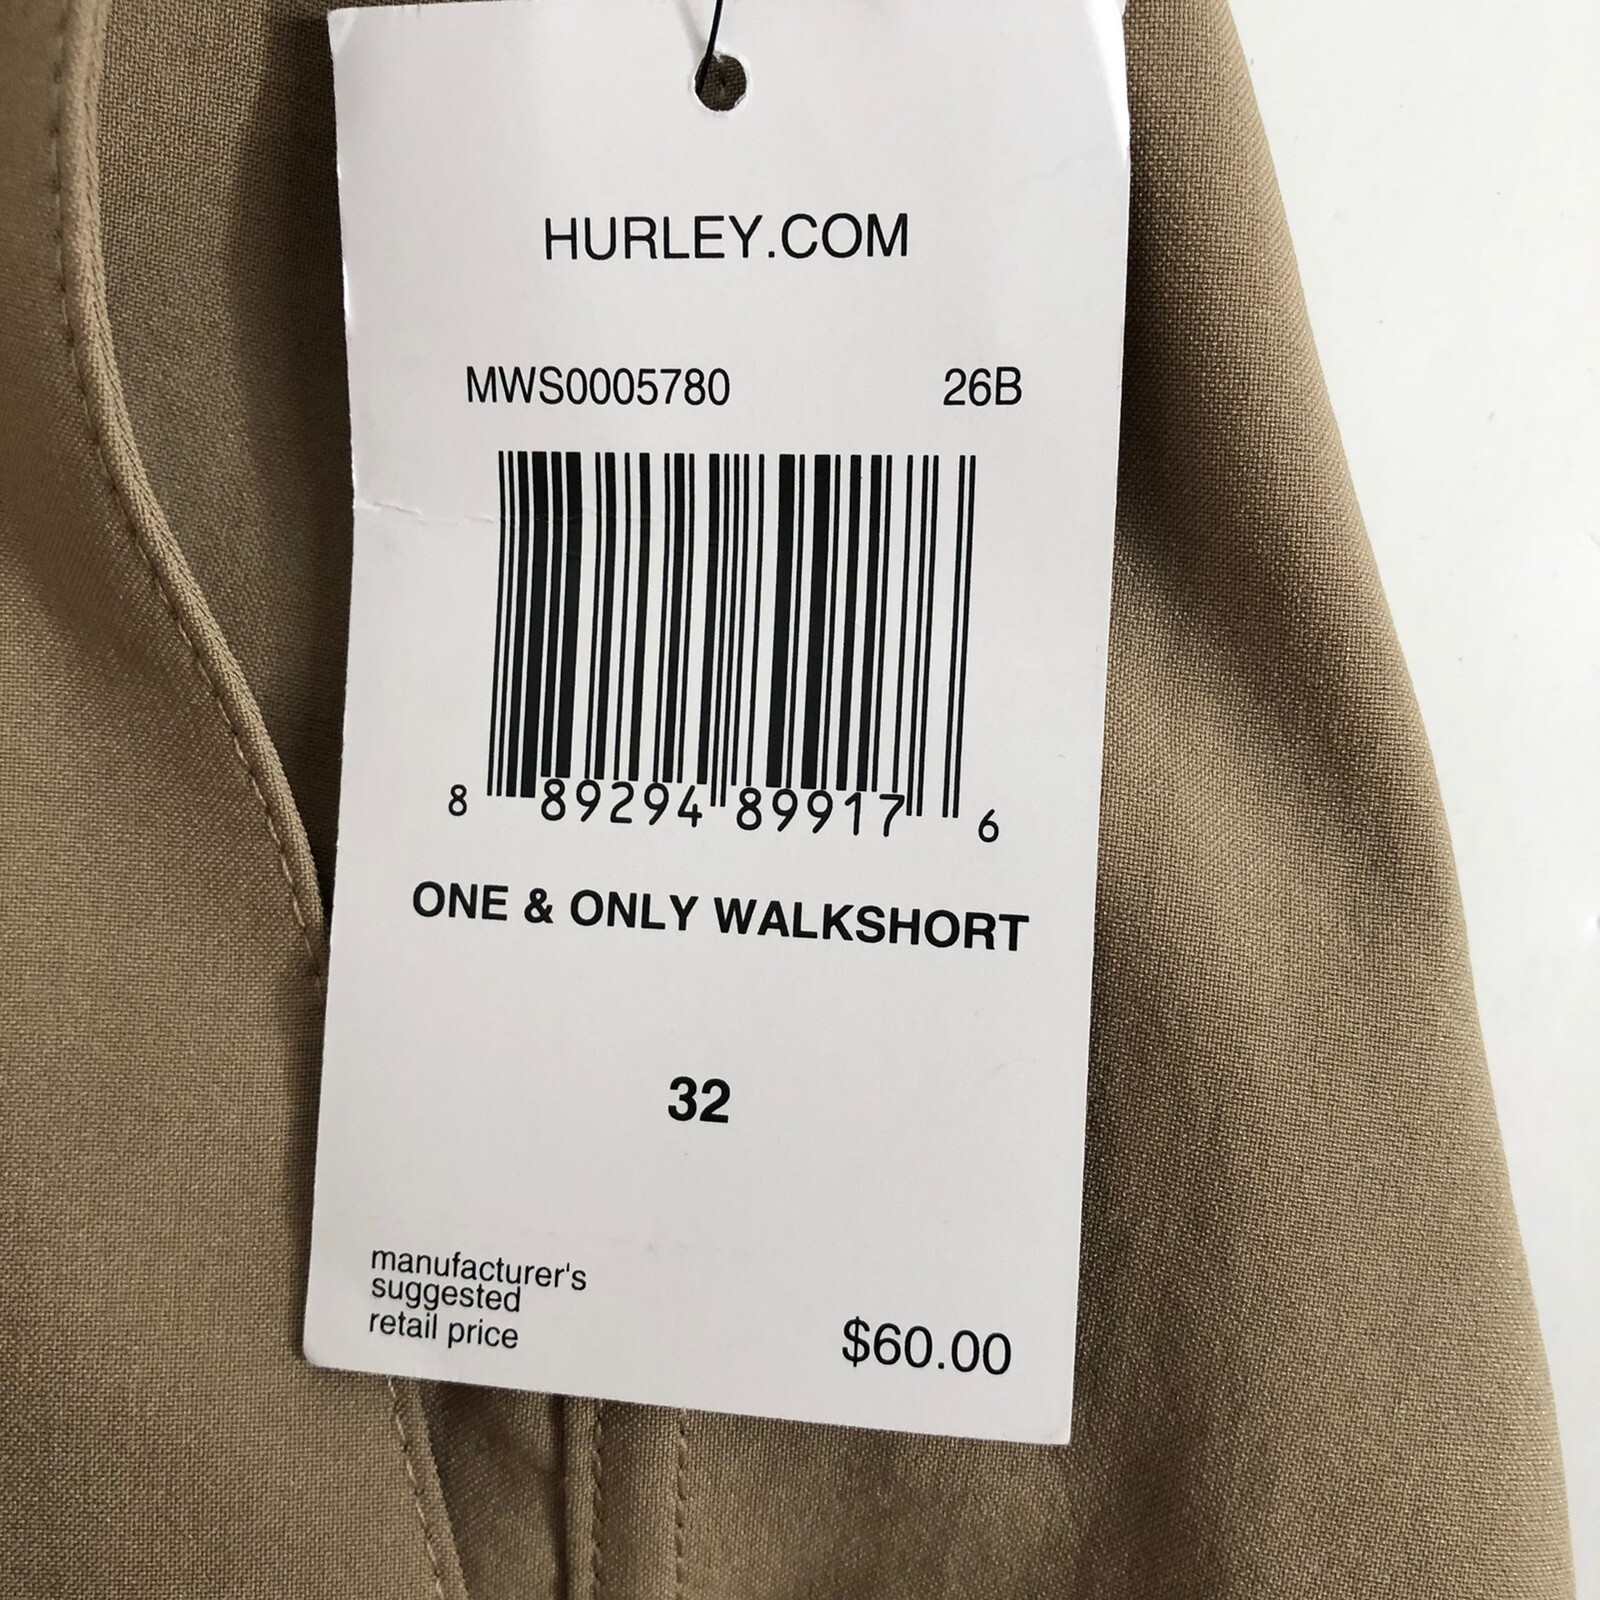 HURLEY.COM
MWS0005780 26B
8 89294 89917 6
ONE & ONLY WALKSHORT
32
manufacturer's
suggested
retail price
$60.00